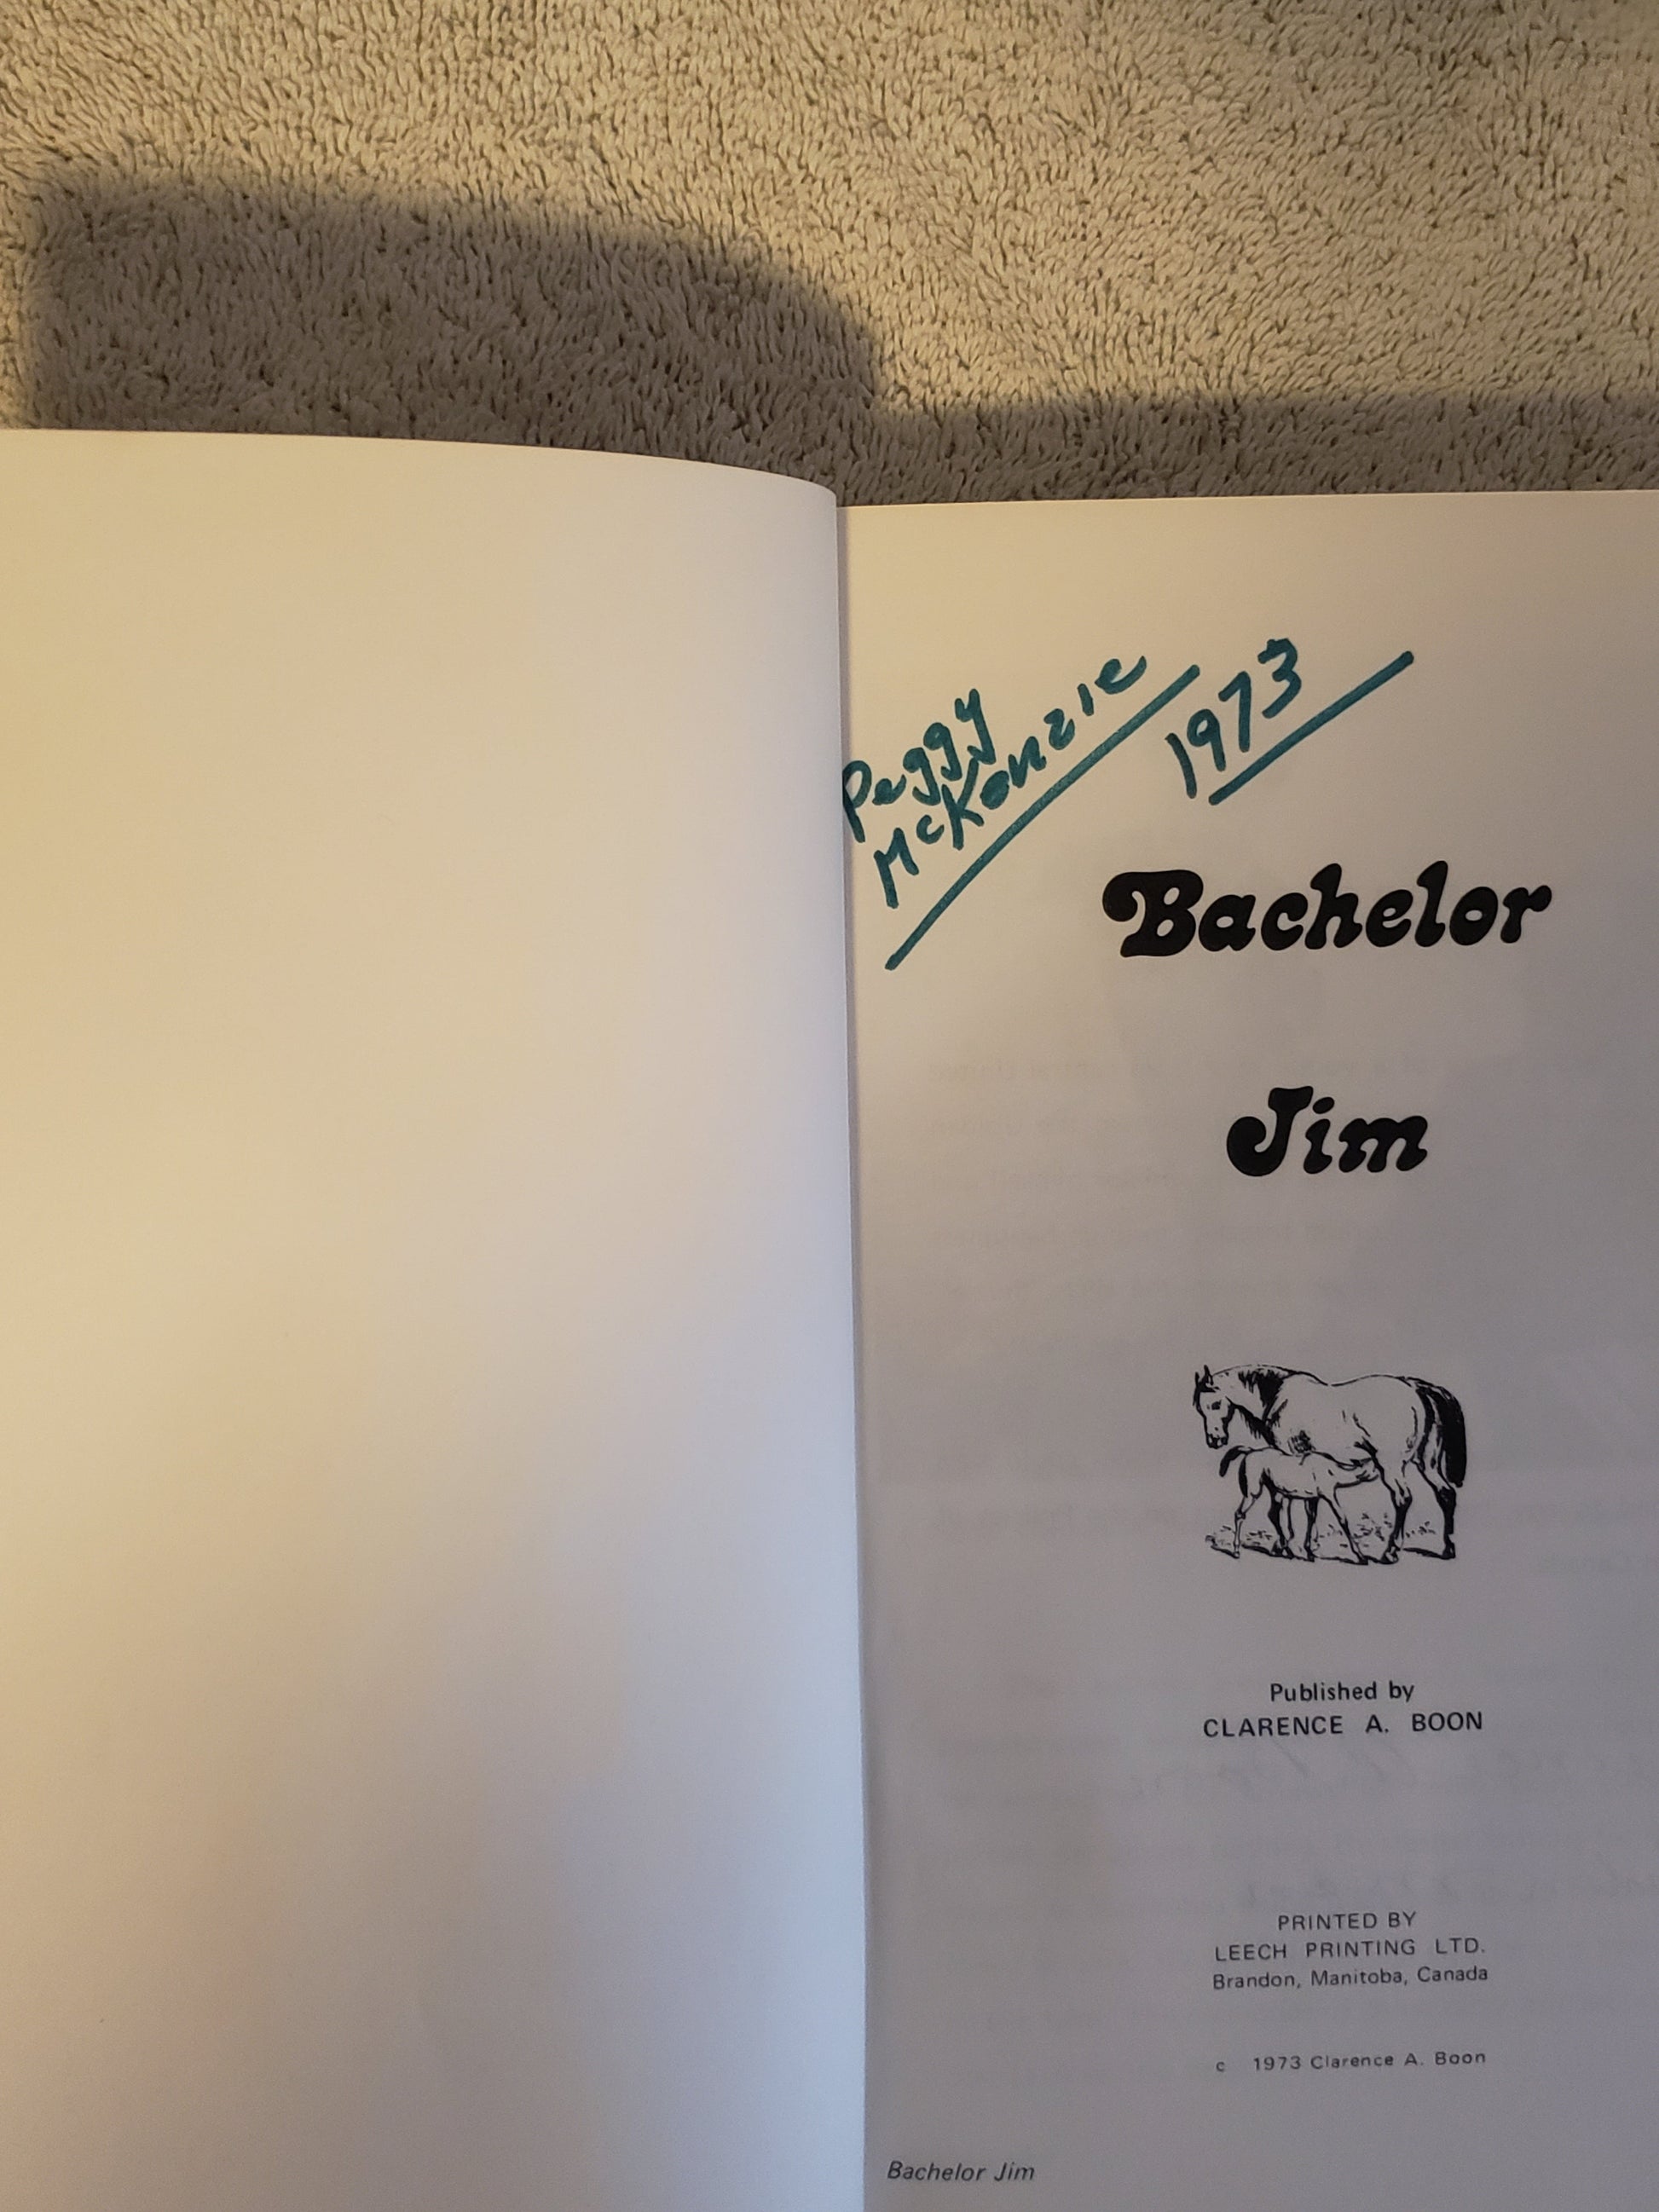 Peggy
McKenzie
1973
Bachelor
Jim
Published by
CLARENCE A. BOON
PRINTED BY
LEECH PRINTING LTD.
Brandon, Manitoba, Canada
c 1973 Clarence A. Boon
Bachelor Jim